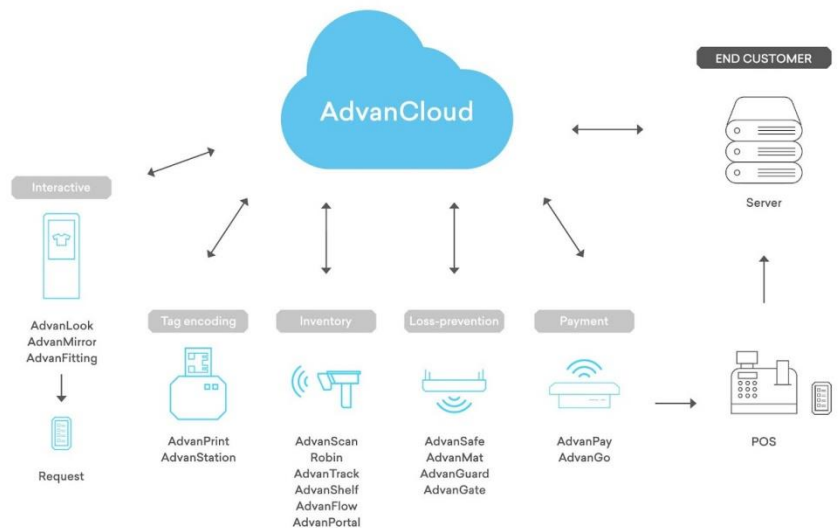 AdvanCloud
END CUSTOMER
Server
Interactive
AdvanLook
AdvanMirror
AdvanFitting
Request
Tag encoding
AdvanPrint
AdvanStation
Inventory
AdvanScan
Robin
AdvanTrack
AdvanShelf
AdvanFlow
AdvanPortal
Loss-prevention
AdvanSafe
AdvanMat
AdvanGuard
AdvanGate
Payment
AdvanPay
AdvanGo
POS